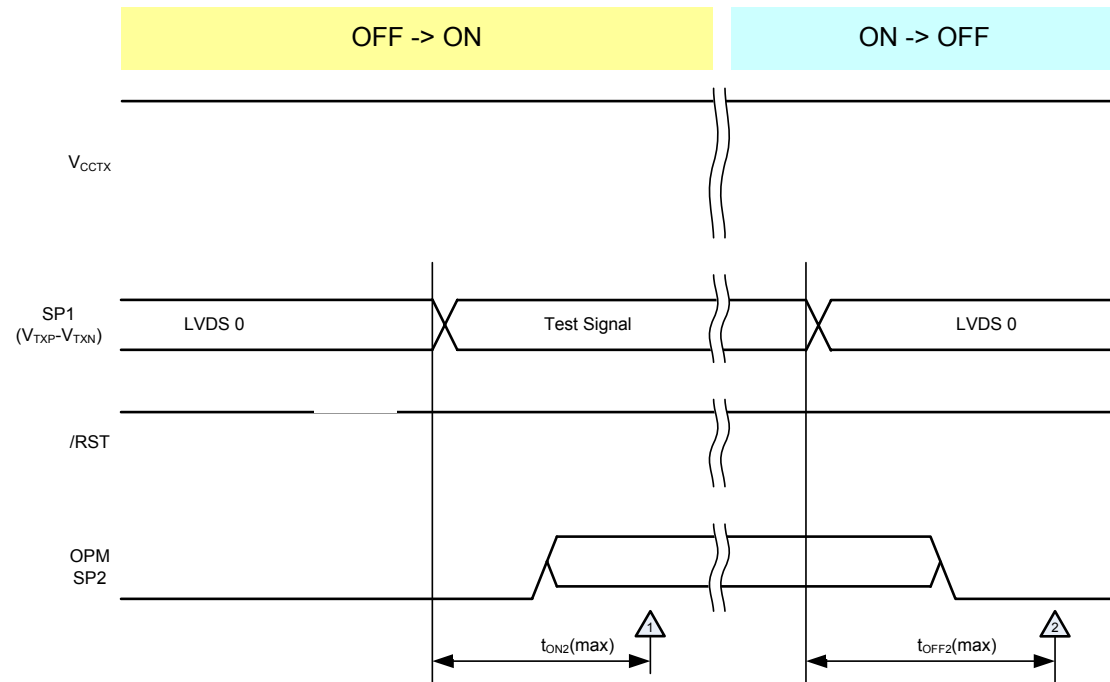 OFF -> ON
ON -> OFF
VCCTX
SP1
(VTXP-VTXN)
LVDS 0
Test Signal
LVDS 0
/RST
OPM
SP2
1
2
tON2(max)
tOFF2(max)